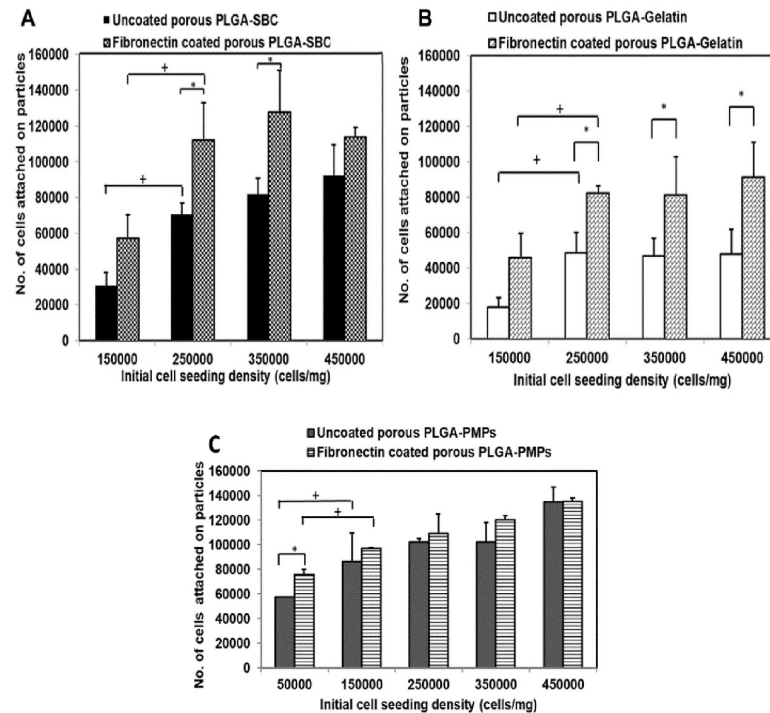 A
Uncoated porous PLGA-SBC
Fibronectin coated porous PLGA-SBC
No. of cells attached on particles
160000
140000
120000
100000
80000
60000
40000
20000
0
+
*
*
+
150000 250000 350000 450000
Initial cell seeding density (cells/mg)
B
Uncoated porous PLGA-Gelatin
Fibronectin coated porous PLGA-Gelatin
No. of cells attached on particles
160000
140000
120000
100000
80000
60000
40000
20000
0
+
*
*
*
+
150000 250000 350000 450000
Initial cell seeding density (cells/mg)
C
Uncoated porous PLGA-PMPs
Fibronectin coated porous PLGA-PMPs
No. of cells attached on particles
160000
140000
120000
100000
80000
60000
40000
20000
0
+
+
*
50000 150000 250000 350000 450000
Initial cell seeding density (cells/mg)